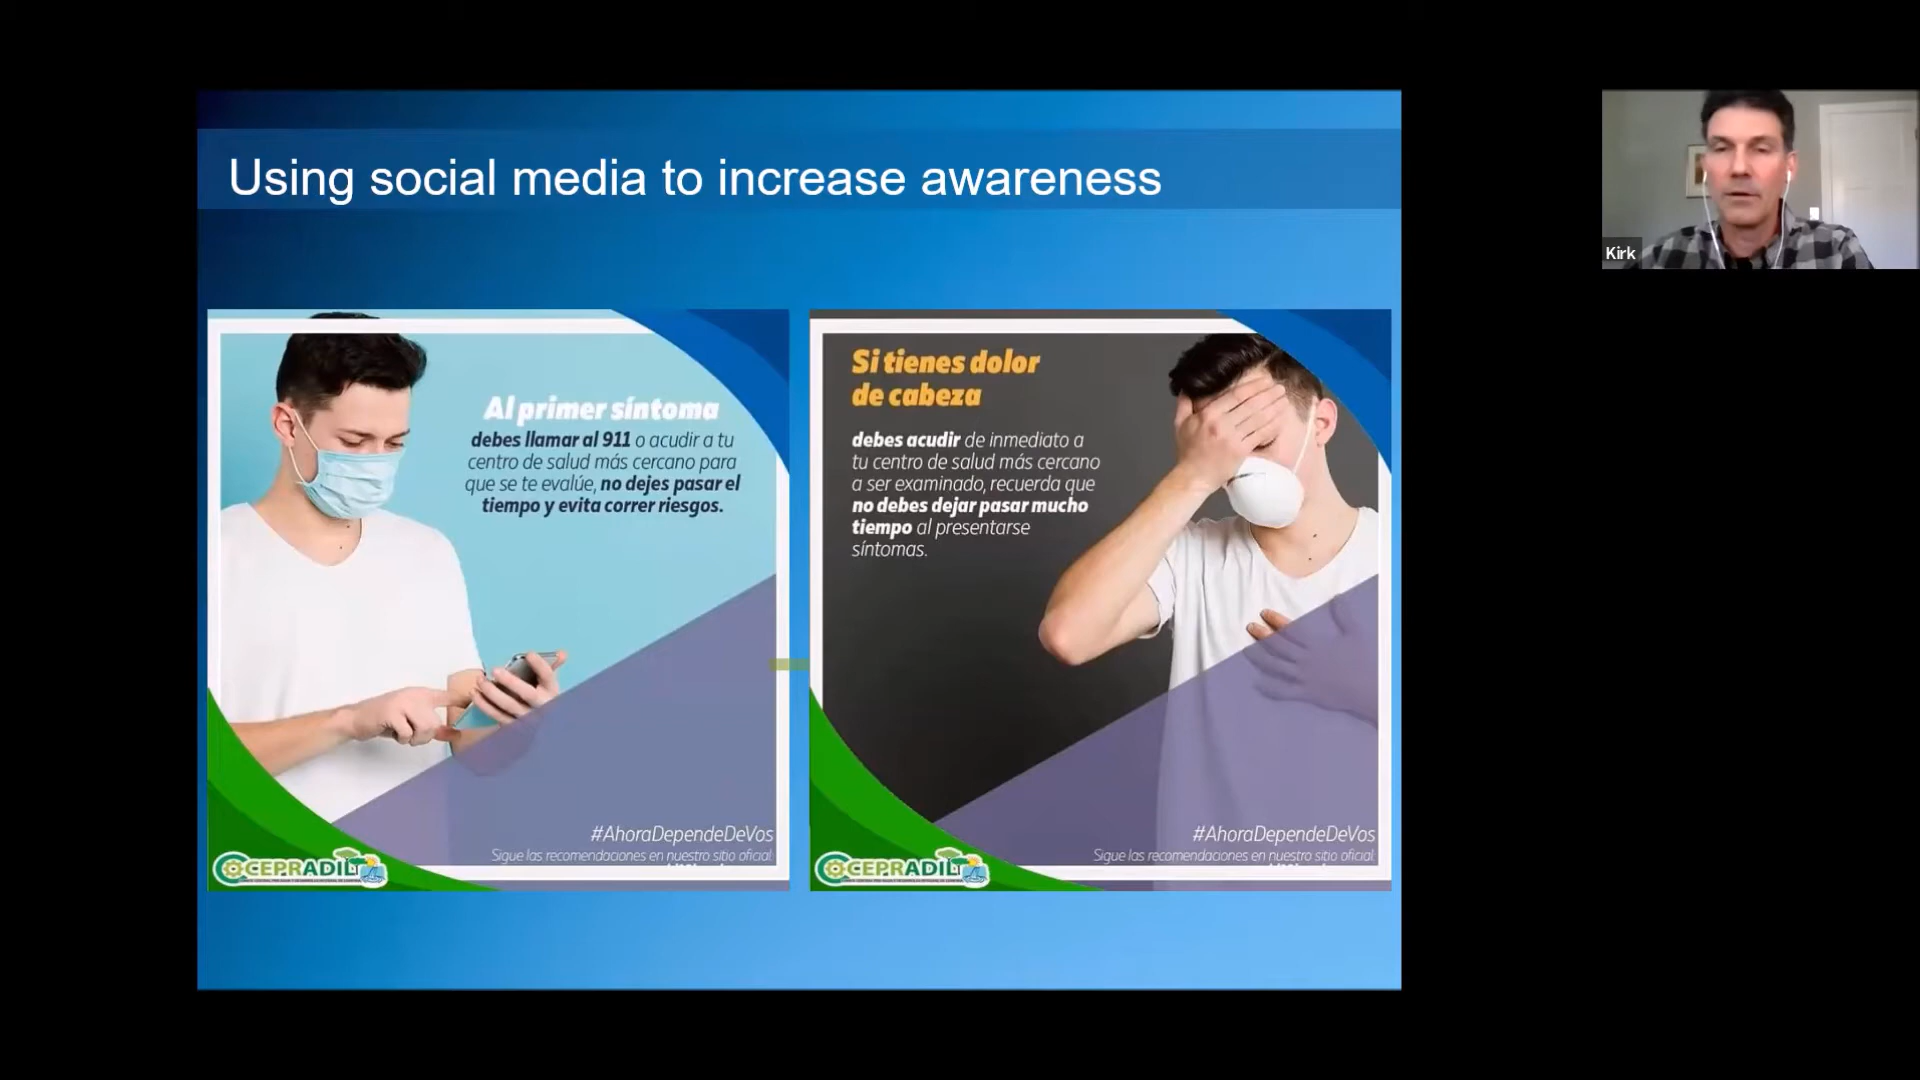 Using social media to increase awareness
Kirk
Al primer síntoma
debes llamar al 911 o acudir a tu
centro de salud más cercano para
que se te evalúe, no dejes pasar el
tiempo y evita correr riesgos.
#AhoraDependeDeVos
Sigue las recomendaciones en nuestro sitio oficial
COCEPRADIL
Si tienes dolor
de cabeza
debes acudir de inmediato a
tu centro de salud más cercano
a ser examinado, recuerda que
no debes dejar pasar mucho
tiempo al presentarse
síntomas.
#AhoraDependeDeVos
Sigue las recomendaciones en nuestro sitio oficial
COCEPRADIL